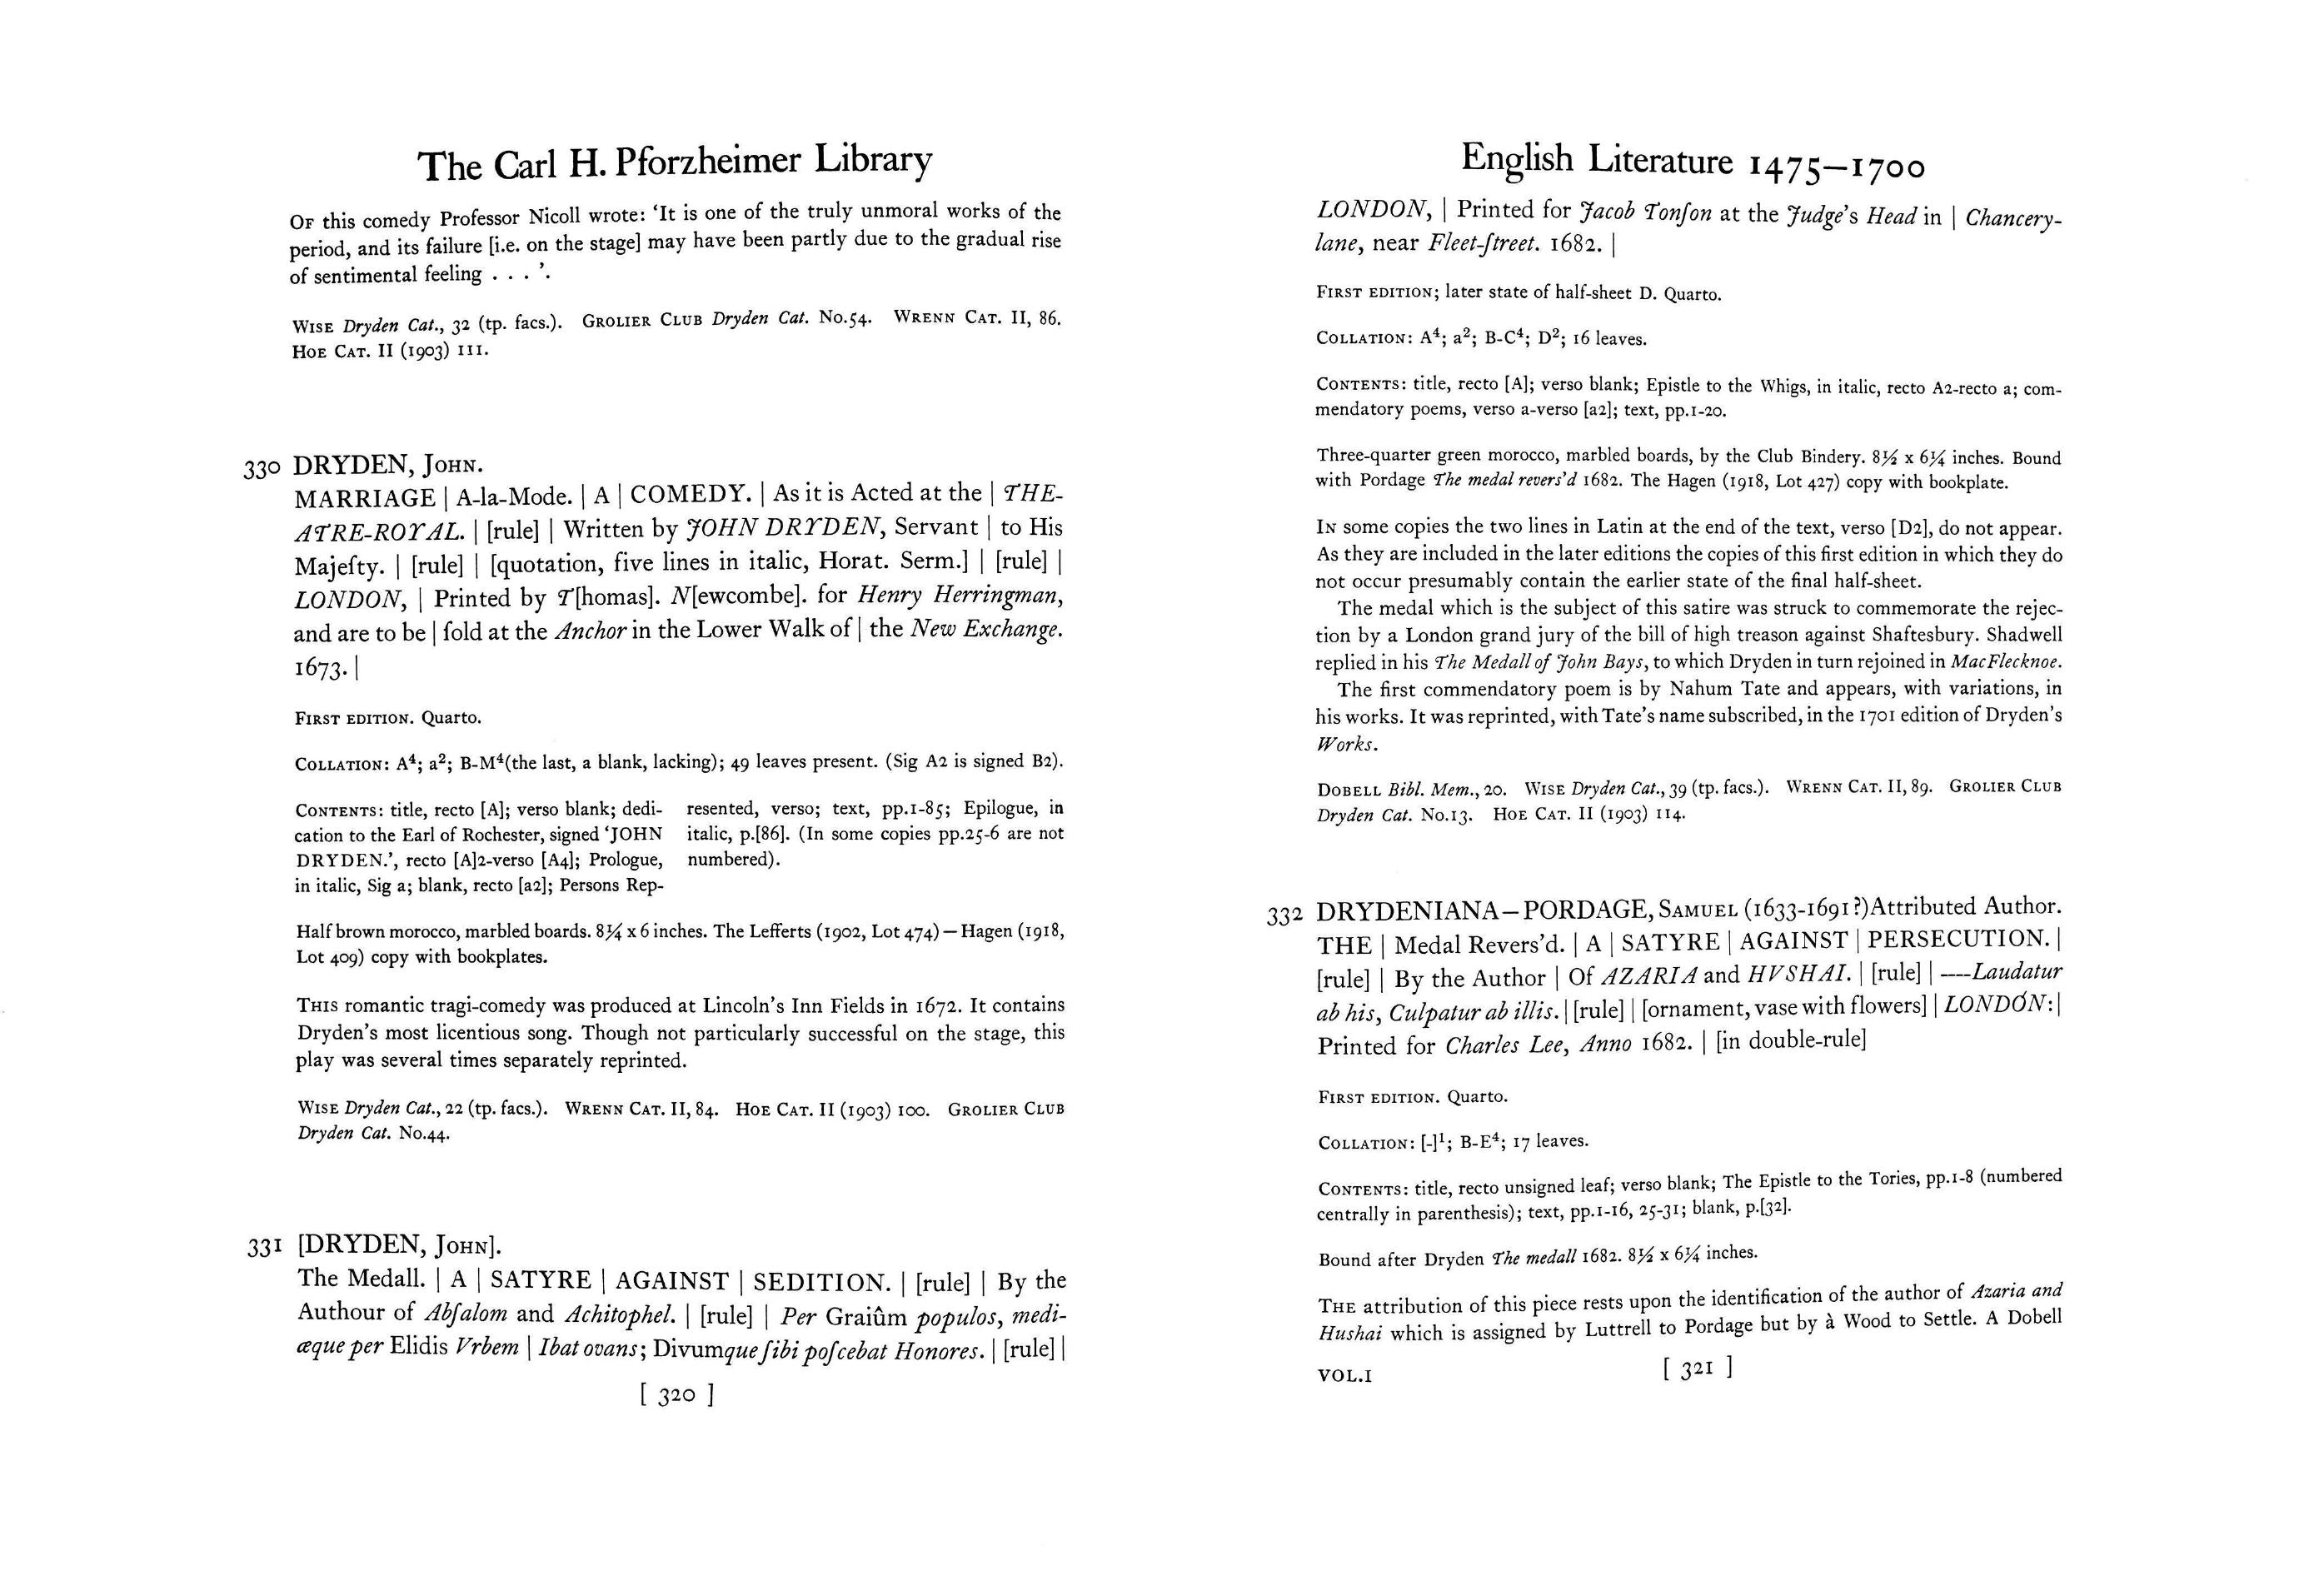 The Carl H. Pforzheimer Library
OF this comedy Professor Nicoll wrote: ‘It is one of the truly unmoral works of the
period, and its failure [i.e. on the stage] may have been partly due to the gradual rise
of sentimental feeling . . . ’.
WISE Dryden Cat., 32 (tp. facs.). GROLIER CLUB Dryden Cat. No.54. WRENN CAT. II, 86.
HOE CAT. II (1903) 111.
330 DRYDEN, JOHN.
MARRIAGE | A-la-Mode. | A | COMEDY. | As it is Acted at the | THE-
ATRE-ROYAL. | [rule] | Written by JOHN DRYDEN, Servant | to His
Majeſty. | [rule] | [quotation, five lines in italic, Horat. Serm.] | [rule] |
LONDON, | Printed by T[homas]. N[ewcombe]. for Henry Herringman,
and are to be | ſold at the Anchor in the Lower Walk of | the New Exchange.
1673. |
FIRST EDITION. Quarto.
COLLATION: A⁴; a²; B-M⁴(the last, a blank, lacking); 49 leaves present. (Sig A2 is signed B2).
CONTENTS: title, recto [A]; verso blank; dedi-
cation to the Earl of Rochester, signed ‘JOHN
DRYDEN.’, recto [A]2-verso [A4]; Prologue,
in italic, Sig a; blank, recto [a2]; Persons Rep-
resented, verso; text, pp.1-85; Epilogue, in
italic, p.[86]. (In some copies pp.25-6 are not
numbered).
Half brown morocco, marbled boards. 8¼ x 6 inches. The Lefferts (1902, Lot 474) — Hagen (1918,
Lot 409) copy with bookplates.
THIS romantic tragi-comedy was produced at Lincoln’s Inn Fields in 1672. It contains
Dryden’s most licentious song. Though not particularly successful on the stage, this
play was several times separately reprinted.
WISE Dryden Cat., 22 (tp. facs.). WRENN CAT. II, 84. HOE CAT. II (1903) 100. GROLIER CLUB
Dryden Cat. No.44.
331 [DRYDEN, JOHN].
The Medall. | A | SATYRE | AGAINST | SEDITION. | [rule] | By the
Authour of Abſalom and Achitophel. | [rule] | Per Graiûm populos, medi-
æque per Elidis Vrbem | Ibat ovans; Divumque ſibi poſcebat Honores. | [rule] |
[ 320 ]
English Literature 1475—1700
LONDON, | Printed for Jacob Tonſon at the Judge’s Head in | Chancery-
lane, near Fleet-ſtreet. 1682. |
FIRST EDITION; later state of half-sheet D. Quarto.
COLLATION: A⁴; a²; B-C⁴; D²; 16 leaves.
CONTENTS: title, recto [A]; verso blank; Epistle to the Whigs, in italic, recto A2-recto a; com-
mendatory poems, verso a-verso [a2]; text, pp.1-20.
Three-quarter green morocco, marbled boards, by the Club Bindery. 8½ x 6¼ inches. Bound
with Pordage The medal revers’d 1682. The Hagen (1918, Lot 427) copy with bookplate.
IN some copies the two lines in Latin at the end of the text, verso [D2], do not appear.
As they are included in the later editions the copies of this first edition in which they do
not occur presumably contain the earlier state of the final half-sheet.
The medal which is the subject of this satire was struck to commemorate the rejec-
tion by a London grand jury of the bill of high treason against Shaftesbury. Shadwell
replied in his The Medall of John Bays, to which Dryden in turn rejoined in MacFlecknoe.
The first commendatory poem is by Nahum Tate and appears, with variations, in
his works. It was reprinted, with Tate’s name subscribed, in the 1701 edition of Dryden’s
Works.
DOBELL Bibl. Mem., 20. WISE Dryden Cat., 39 (tp. facs.). WRENN CAT. II, 89. GROLIER CLUB
Dryden Cat. No.13. HOE CAT. II (1903) 114.
332 DRYDENIANA—PORDAGE, SAMUEL (1633-1691?) Attributed Author.
THE | Medal Revers’d. | A | SATYRE | AGAINST | PERSECUTION. |
[rule] | By the Author | Of AZARIA and HVSHAI. | [rule] | ----Laudatur
ab his, Culpatur ab illis. | [rule] | [ornament, vase with flowers] | LONDÓN: |
Printed for Charles Lee, Anno 1682. | [in double-rule]
FIRST EDITION. Quarto.
COLLATION: [-]¹; B-E⁴; 17 leaves.
CONTENTS: title, recto unsigned leaf; verso blank; The Epistle to the Tories, pp.1-8 (numbered
centrally in parenthesis); text, pp.1-16, 25-31; blank, p.[32].
Bound after Dryden The medall 1682. 8½ x 6¼ inches.
THE attribution of this piece rests upon the identification of the author of Azaria and
Hushai which is assigned by Luttrell to Pordage but by à Wood to Settle. A Dobell
VOL.I
[ 321 ]